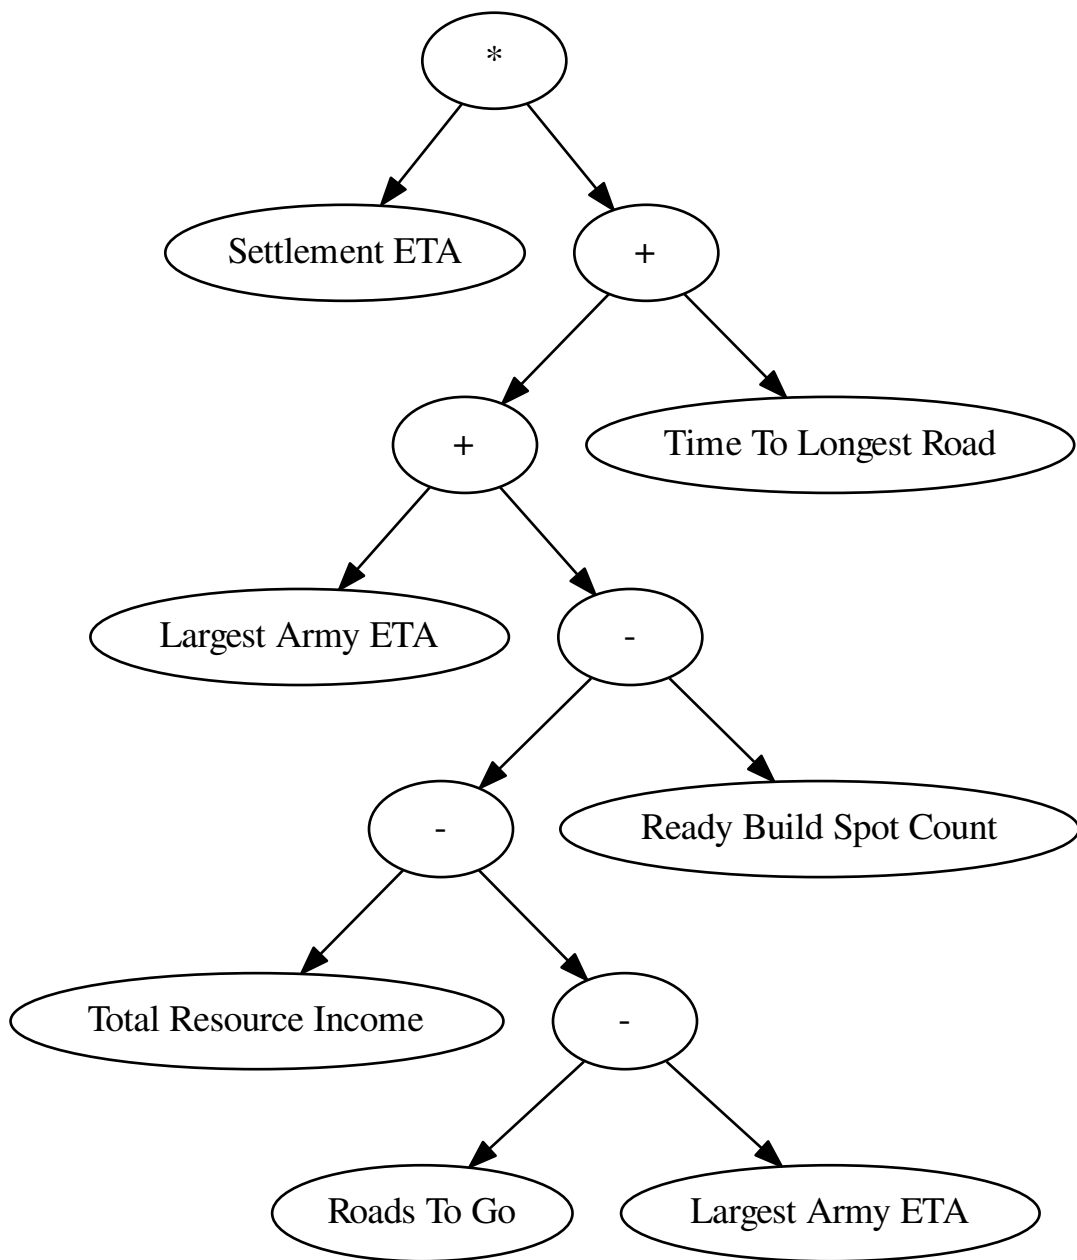 *
Settlement ETA
+
+
Time To Longest Road
Largest Army ETA
-
-
Ready Build Spot Count
Total Resource Income
-
Roads To Go
Largest Army ETA